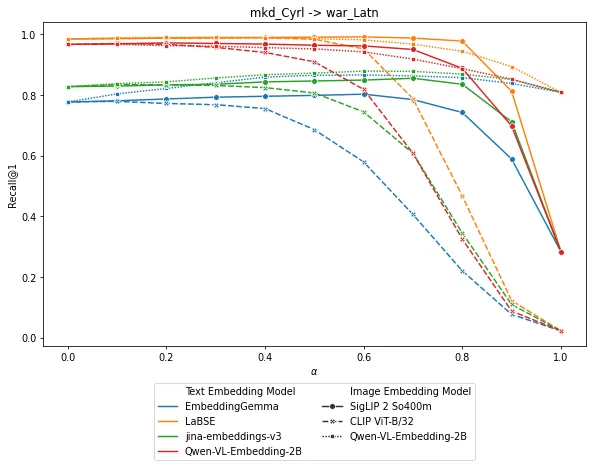 mkd_Cyrl -> war_Latn
Recall@1
1.0
0.8
0.6
0.4
0.2
0.0
0.0 0.2 0.4 0.6 0.8 1.0
α
Text Embedding Model
EmbeddingGemma
LaBSE
jina-embeddings-v3
Qwen-VL-Embedding-2B
Image Embedding Model
SigLIP 2 So400m
CLIP ViT-B/32
Qwen-VL-Embedding-2B